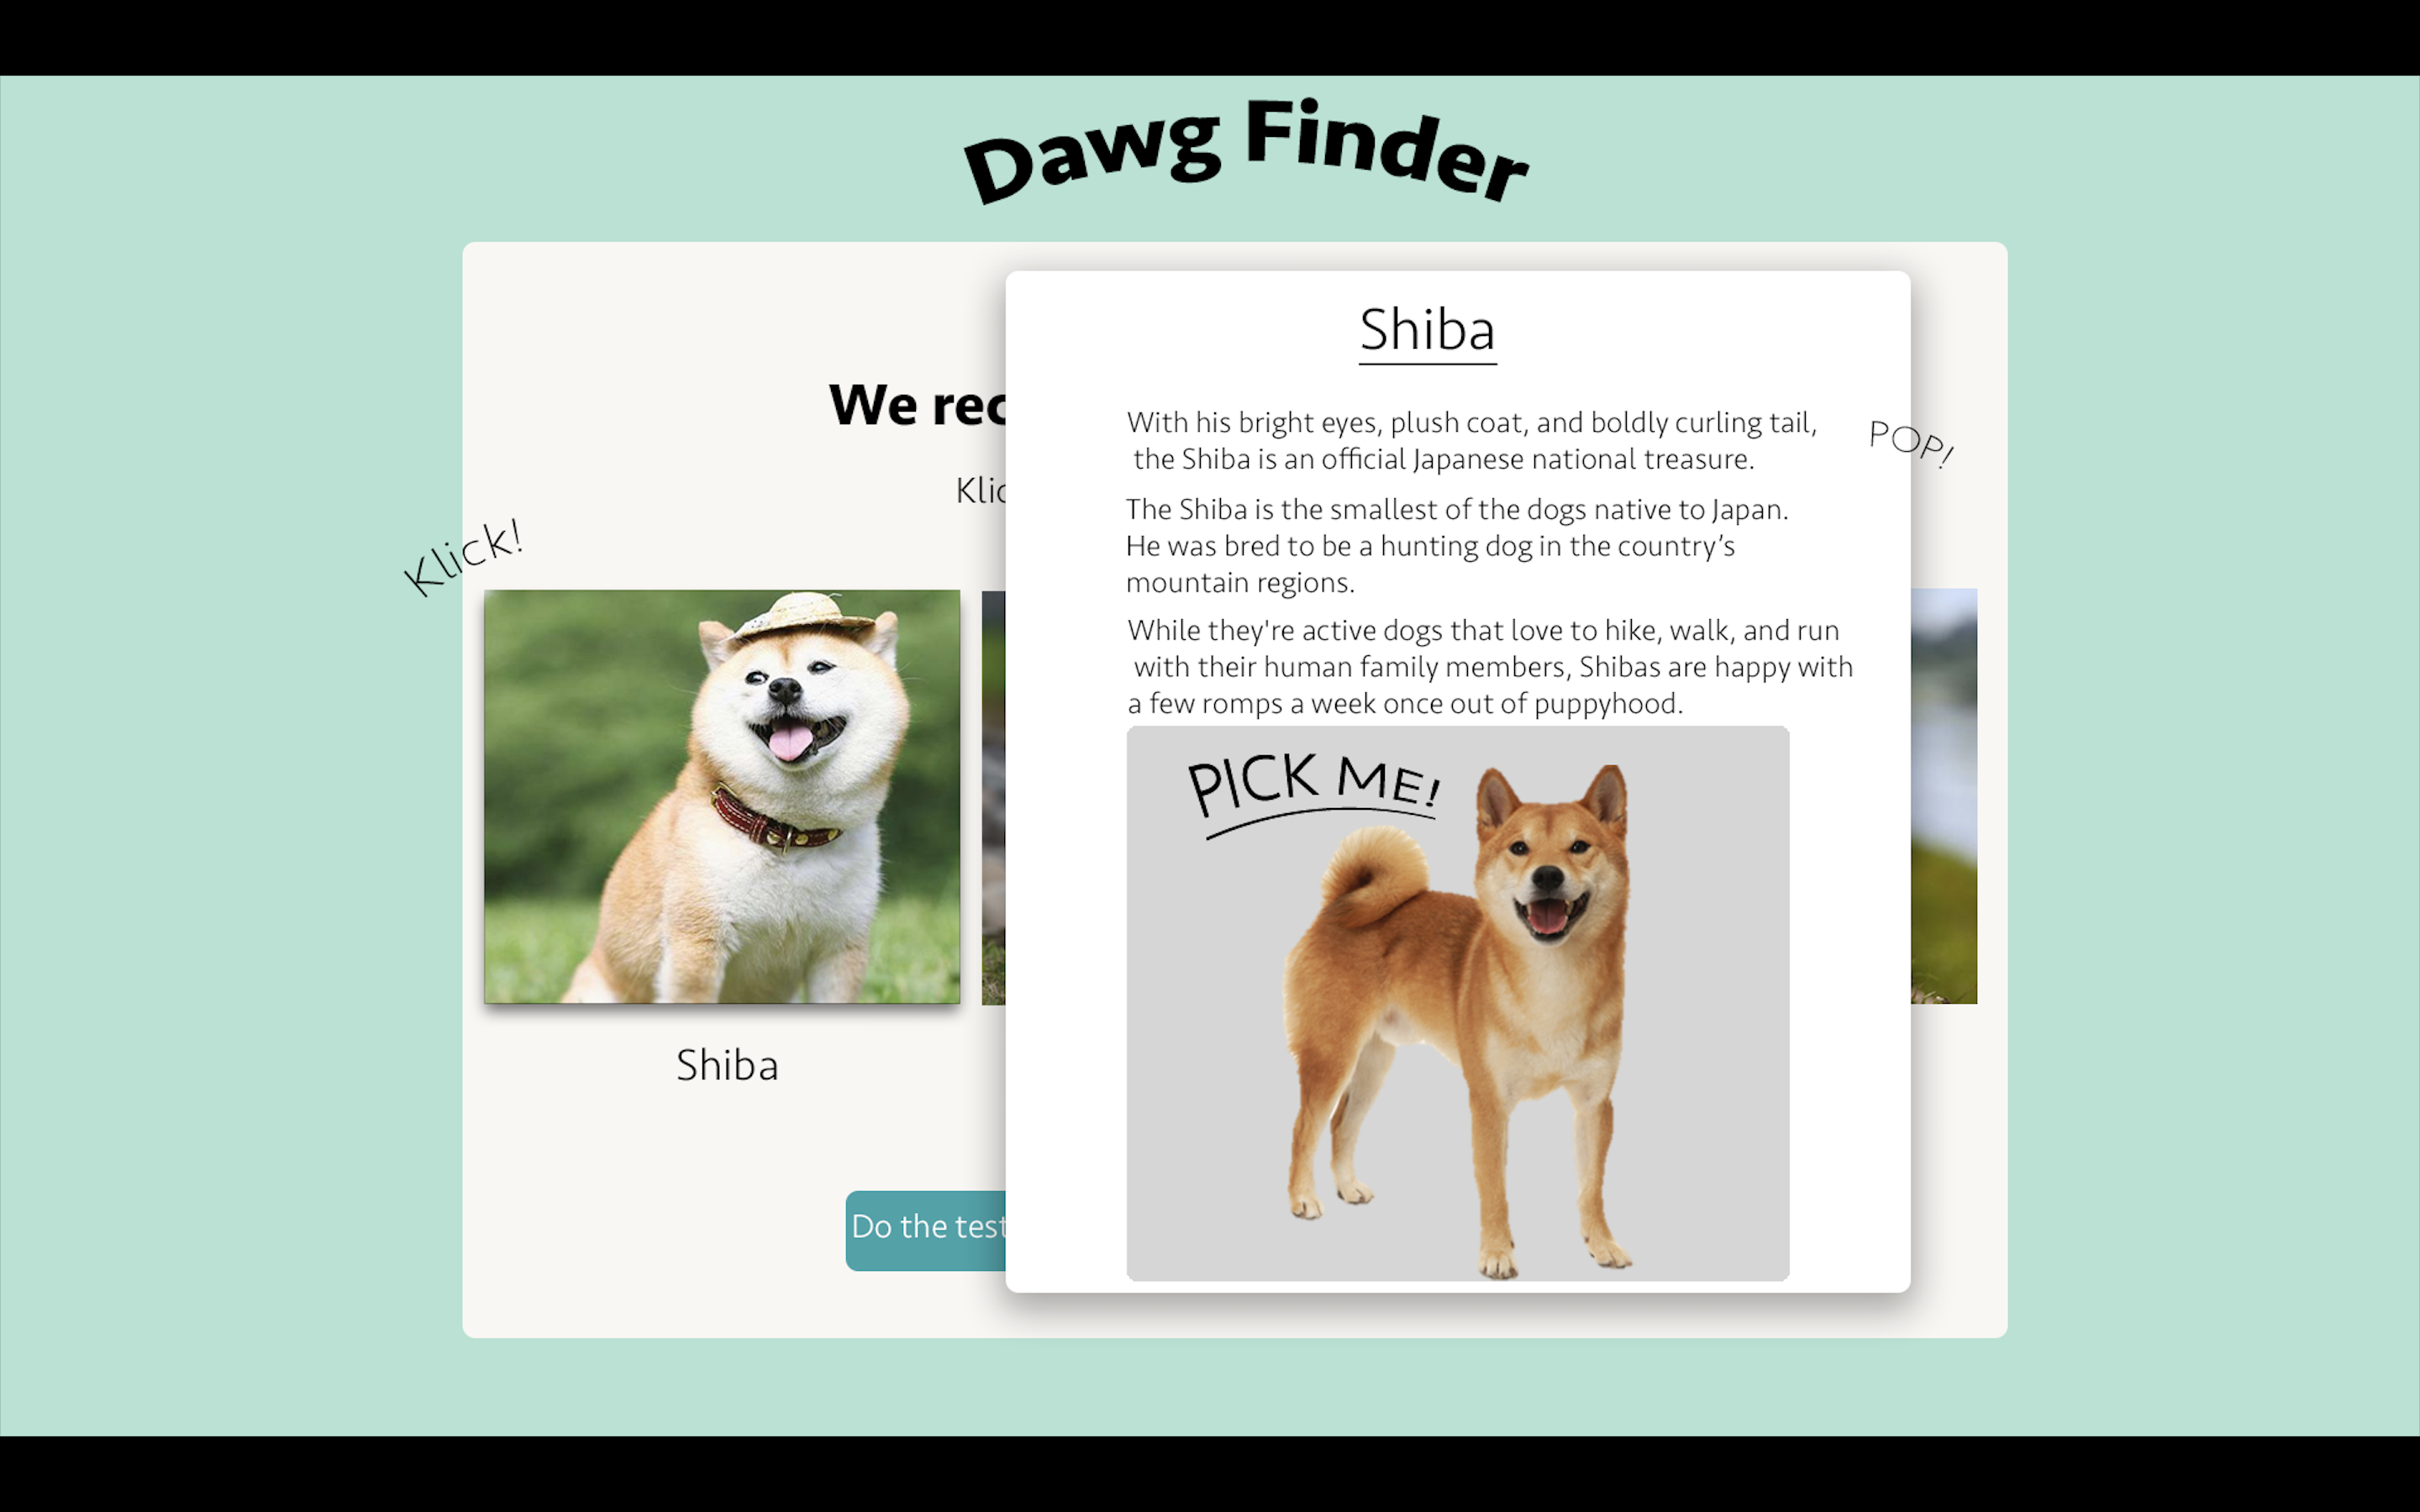 Dawg Finder
We rec
Klic
Klick!
Shiba
Do the test
Shiba
With his bright eyes, plush coat, and boldly curling tail,
the Shiba is an official Japanese national treasure.
The Shiba is the smallest of the dogs native to Japan.
He was bred to be a hunting dog in the country’s
mountain regions.
While they're active dogs that love to hike, walk, and run
with their human family members, Shibas are happy with
a few romps a week once out of puppyhood.
PICK ME!
POP!